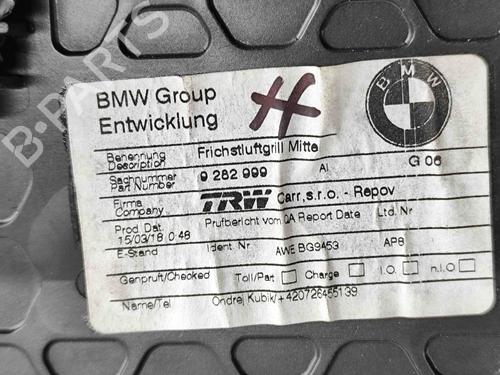 B-PARTS
BMW Group
Entwicklung
BMW
Benennung
Description
Frichstluftgrill Mitte
Sachnummer
Part Number
9 282 999
AI
G 06
Firma
Company
TRW Carr,s.r.o. - Repov
Prod Dat.
15/03/18 0:48
Prufbericht vom QA Report Date
Ltd. Nr
E-Stand
Ident Nr
AWE BG9453
AP8
Genpruft/Checked
Toll/Part
Charge
I.O.
n.I.O
Name/Tel
Ondrej Kubik/+420726455139